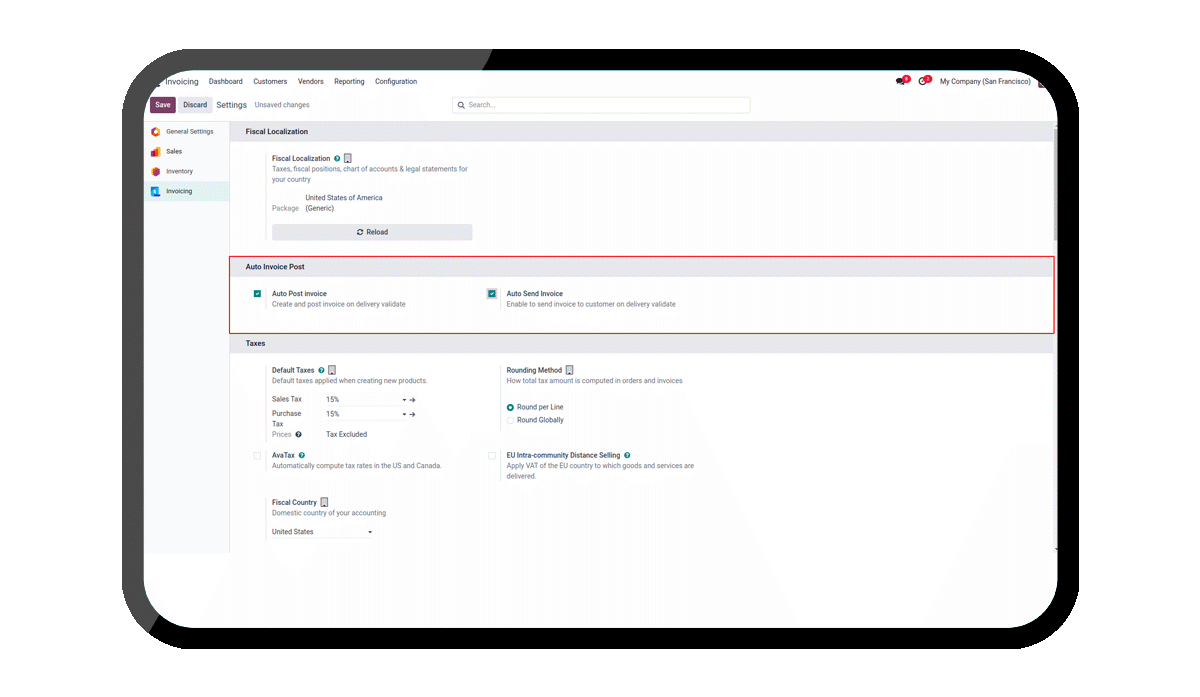 Invoicing Dashboard Customers Vendors Reporting Configuration
8 2 My Company (San Francisco)
Save Discard Settings Unsaved changes
Search...
General Settings
Sales
Inventory
Invoicing
Fiscal Localization
Fiscal Localization
Taxes, fiscal positions, chart of accounts & legal statements for
your country
United States of America
Package (Generic)
Reload
Auto Invoice Post
Auto Post invoice
Create and post invoice on delivery validate
Auto Send Invoice
Enable to send invoice to customer on delivery validate
Taxes
Default Taxes
Default taxes applied when creating new products.
Sales Tax 15%
Purchase 15%
Tax
Prices Tax Excluded
Rounding Method
How total tax amount is computed in orders and invoices
Round per Line
Round Globally
AvaTax
Automatically compute tax rates in the US and Canada.
EU Intra-community Distance Selling
Apply VAT of the EU country to which goods and services are
delivered.
Fiscal Country
Domestic country of your accounting
United States